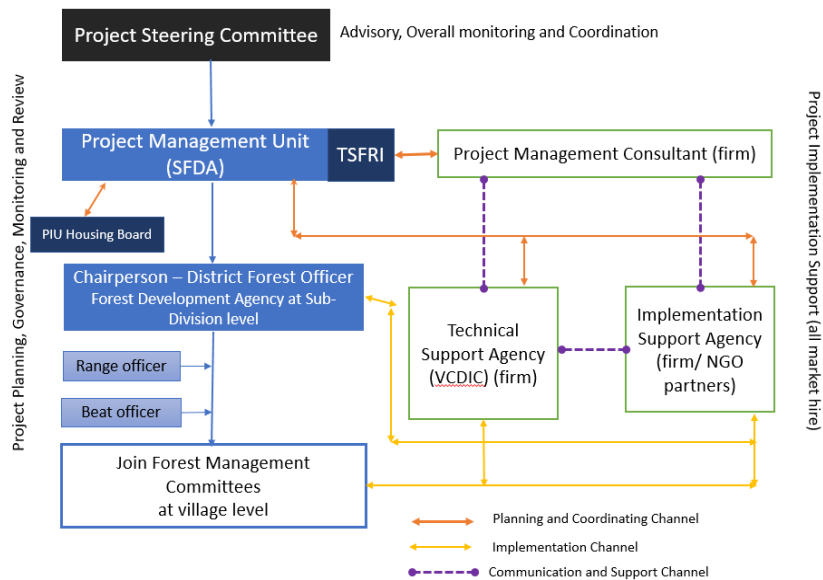 Project Steering Committee
Advisory, Overall monitoring and Coordination
Project Planning, Governance, Monitoring and Review
Project Implementation Support (all market hire)
Project Management Unit
(SFDA)
TSFRI
Project Management Consultant (firm)
PIU Housing Board
Chairperson – District Forest Officer
Forest Development Agency at Sub-
Division level
Technical
Support Agency
(VCDIC) (firm)
Implementation
Support Agency
(firm/ NGO
partners)
Range officer
Beat officer
Join Forest Management
Committees
at village level
Planning and Coordinating Channel
Implementation Channel
Communication and Support Channel